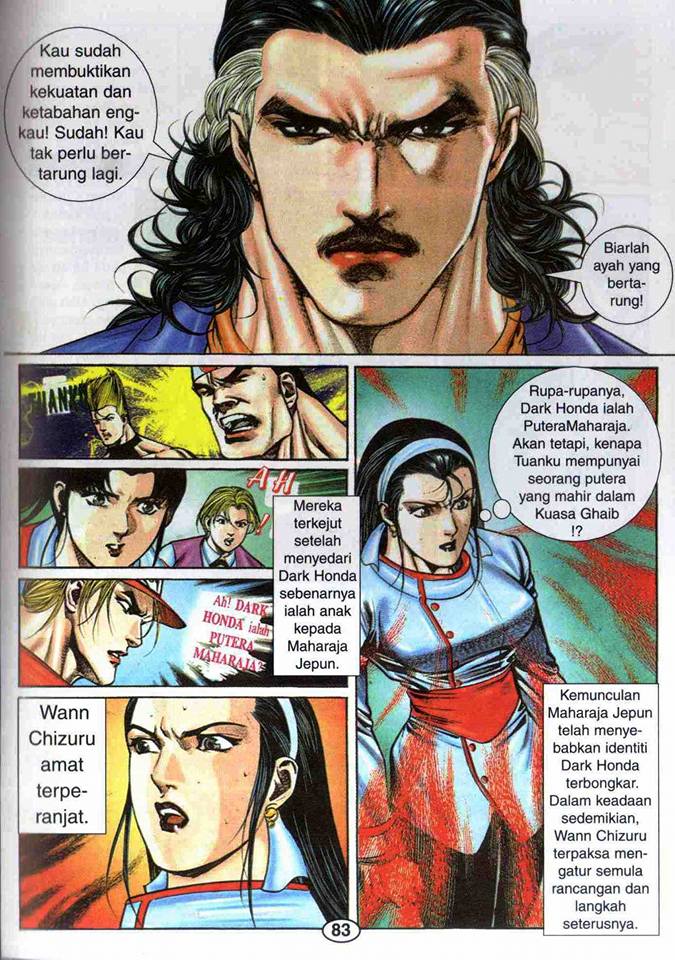 Kau sudah
membuktikan
kekuatan dan
ketabahan eng-
kau! Sudah! Kau
tak perlu ber-
tarung lagi.
Biarlah
ayah yang
berta-
rung!
AH
!
Mereka
terkejut
setelah
menyedari
Dark Honda
sebenarnya
ialah anak
kepada
Maharaja
Jepun.
Ah! DARK
HONDA ialah
PUTERA
MAHARAJA?
Rupa-rupanya,
Dark Honda ialah
PuteraMaharaja.
Akan tetapi, kenapa
Tuanku mempunyai
seorang putera
yang mahir dalam
Kuasa Ghaib
!?
Wann
Chizuru
amat
terpe-
ranjat.
Kemunculan
Maharaja Jepun
telah menye-
babkan identiti
Dark Honda
terbongkar.
Dalam keadaan
sedemikian,
Wann Chizuru
terpaksa men-
gatur semula
rancangan dan
langkah
seterusnya.
83